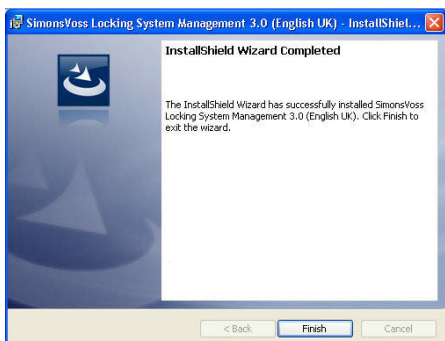 SimonsVoss Locking System Management 3.0 (English UK) - InstallShiel...
InstallShield Wizard Completed
The InstallShield Wizard has successfully installed SimonsVoss
Locking System Management 3.0 (English UK). Click Finish to
exit the wizard.
< Back Finish Cancel